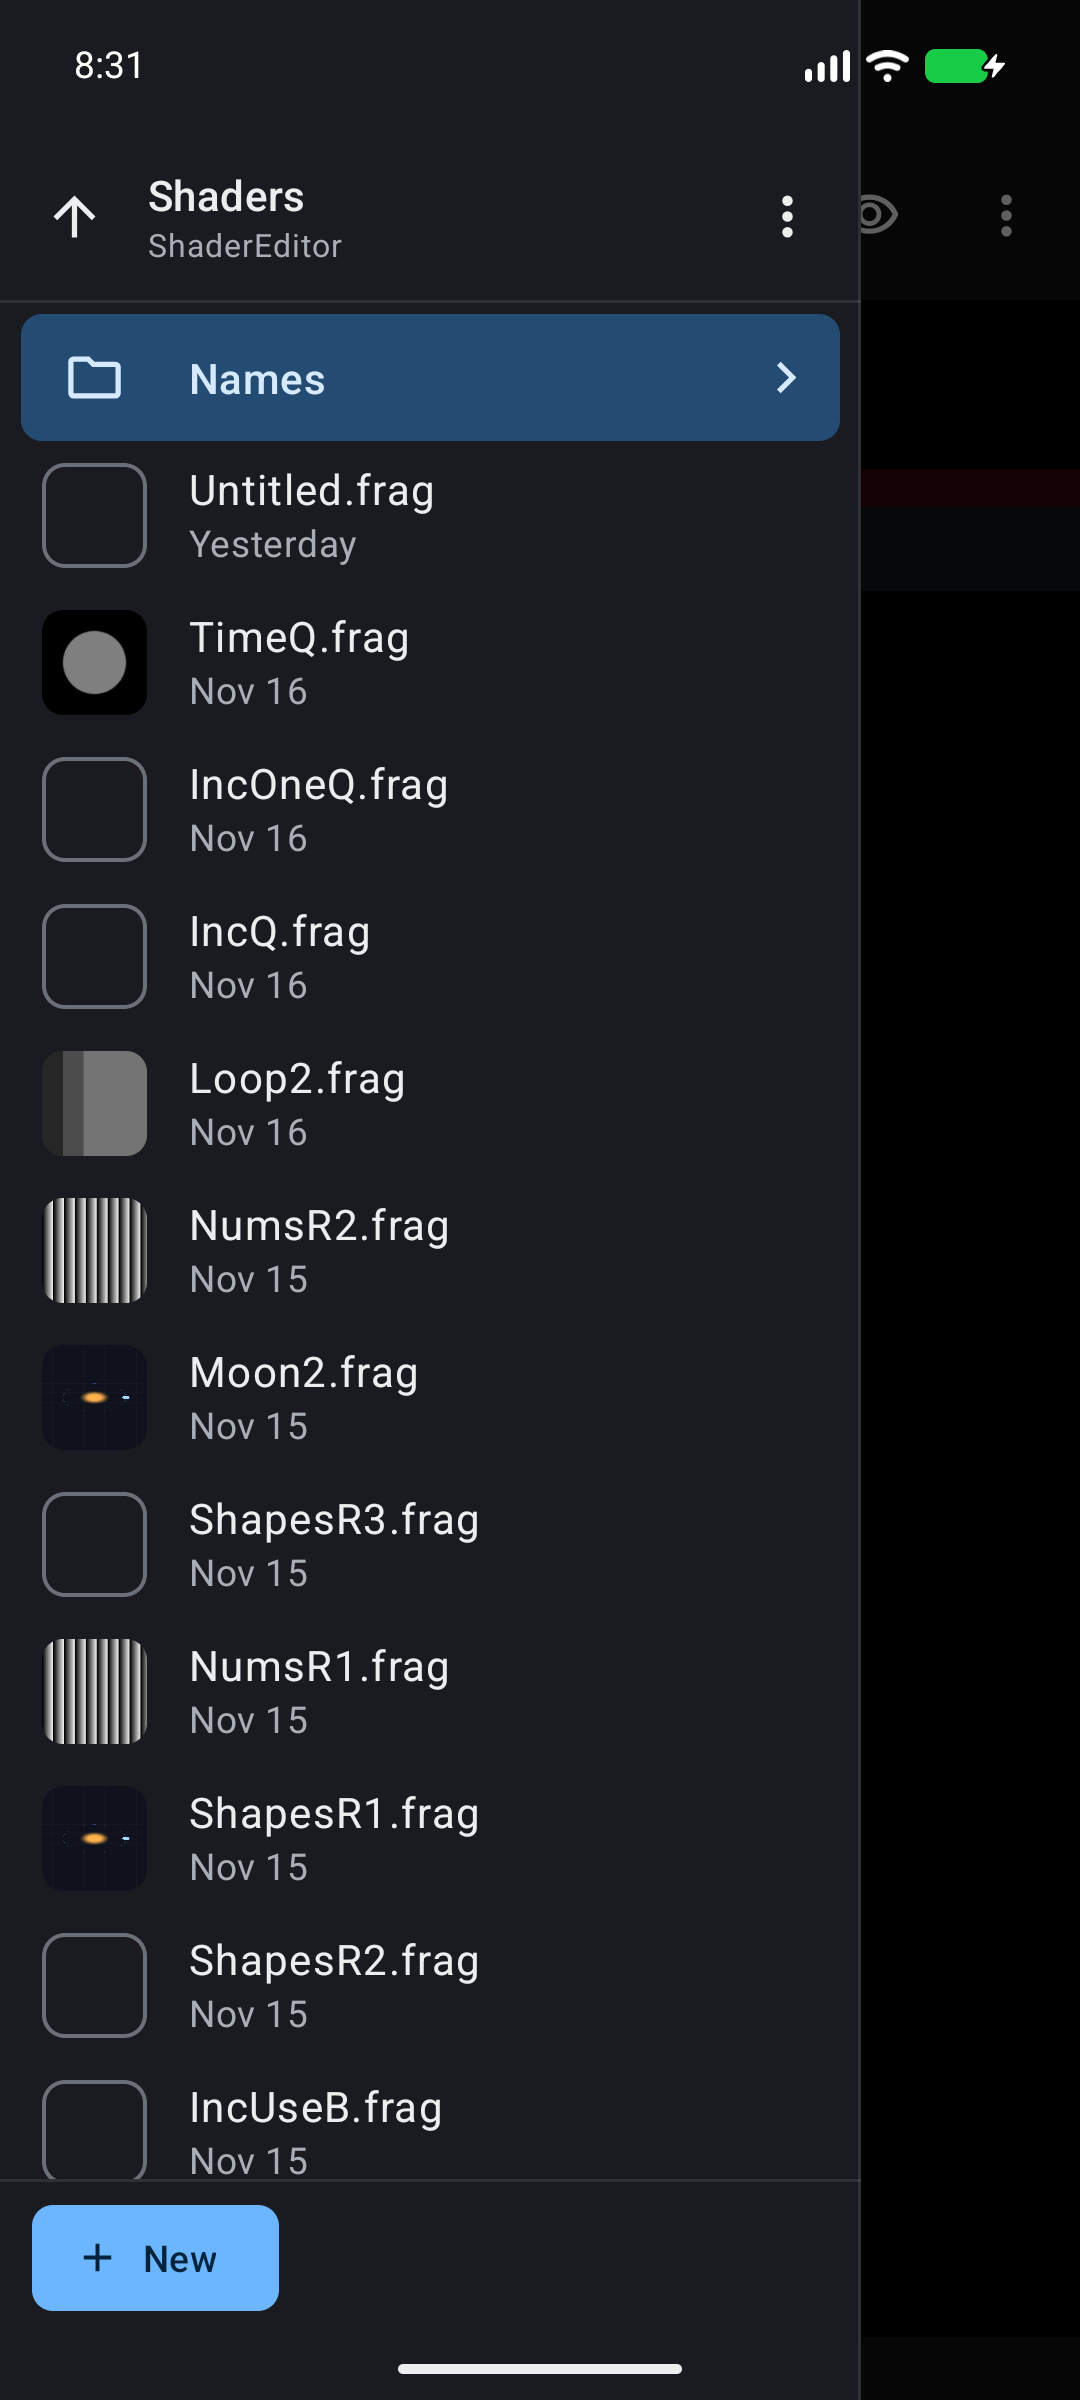 8:31
Shaders
ShaderEditor
Names
Untitled.frag
Yesterday
TimeQ.frag
Nov 16
IncOneQ.frag
Nov 16
IncQ.frag
Nov 16
Loop2.frag
Nov 16
NumsR2.frag
Nov 15
Moon2.frag
Nov 15
ShapesR3.frag
Nov 15
NumsR1.frag
Nov 15
ShapesR1.frag
Nov 15
ShapesR2.frag
Nov 15
IncUseB.frag
Nov 15
New